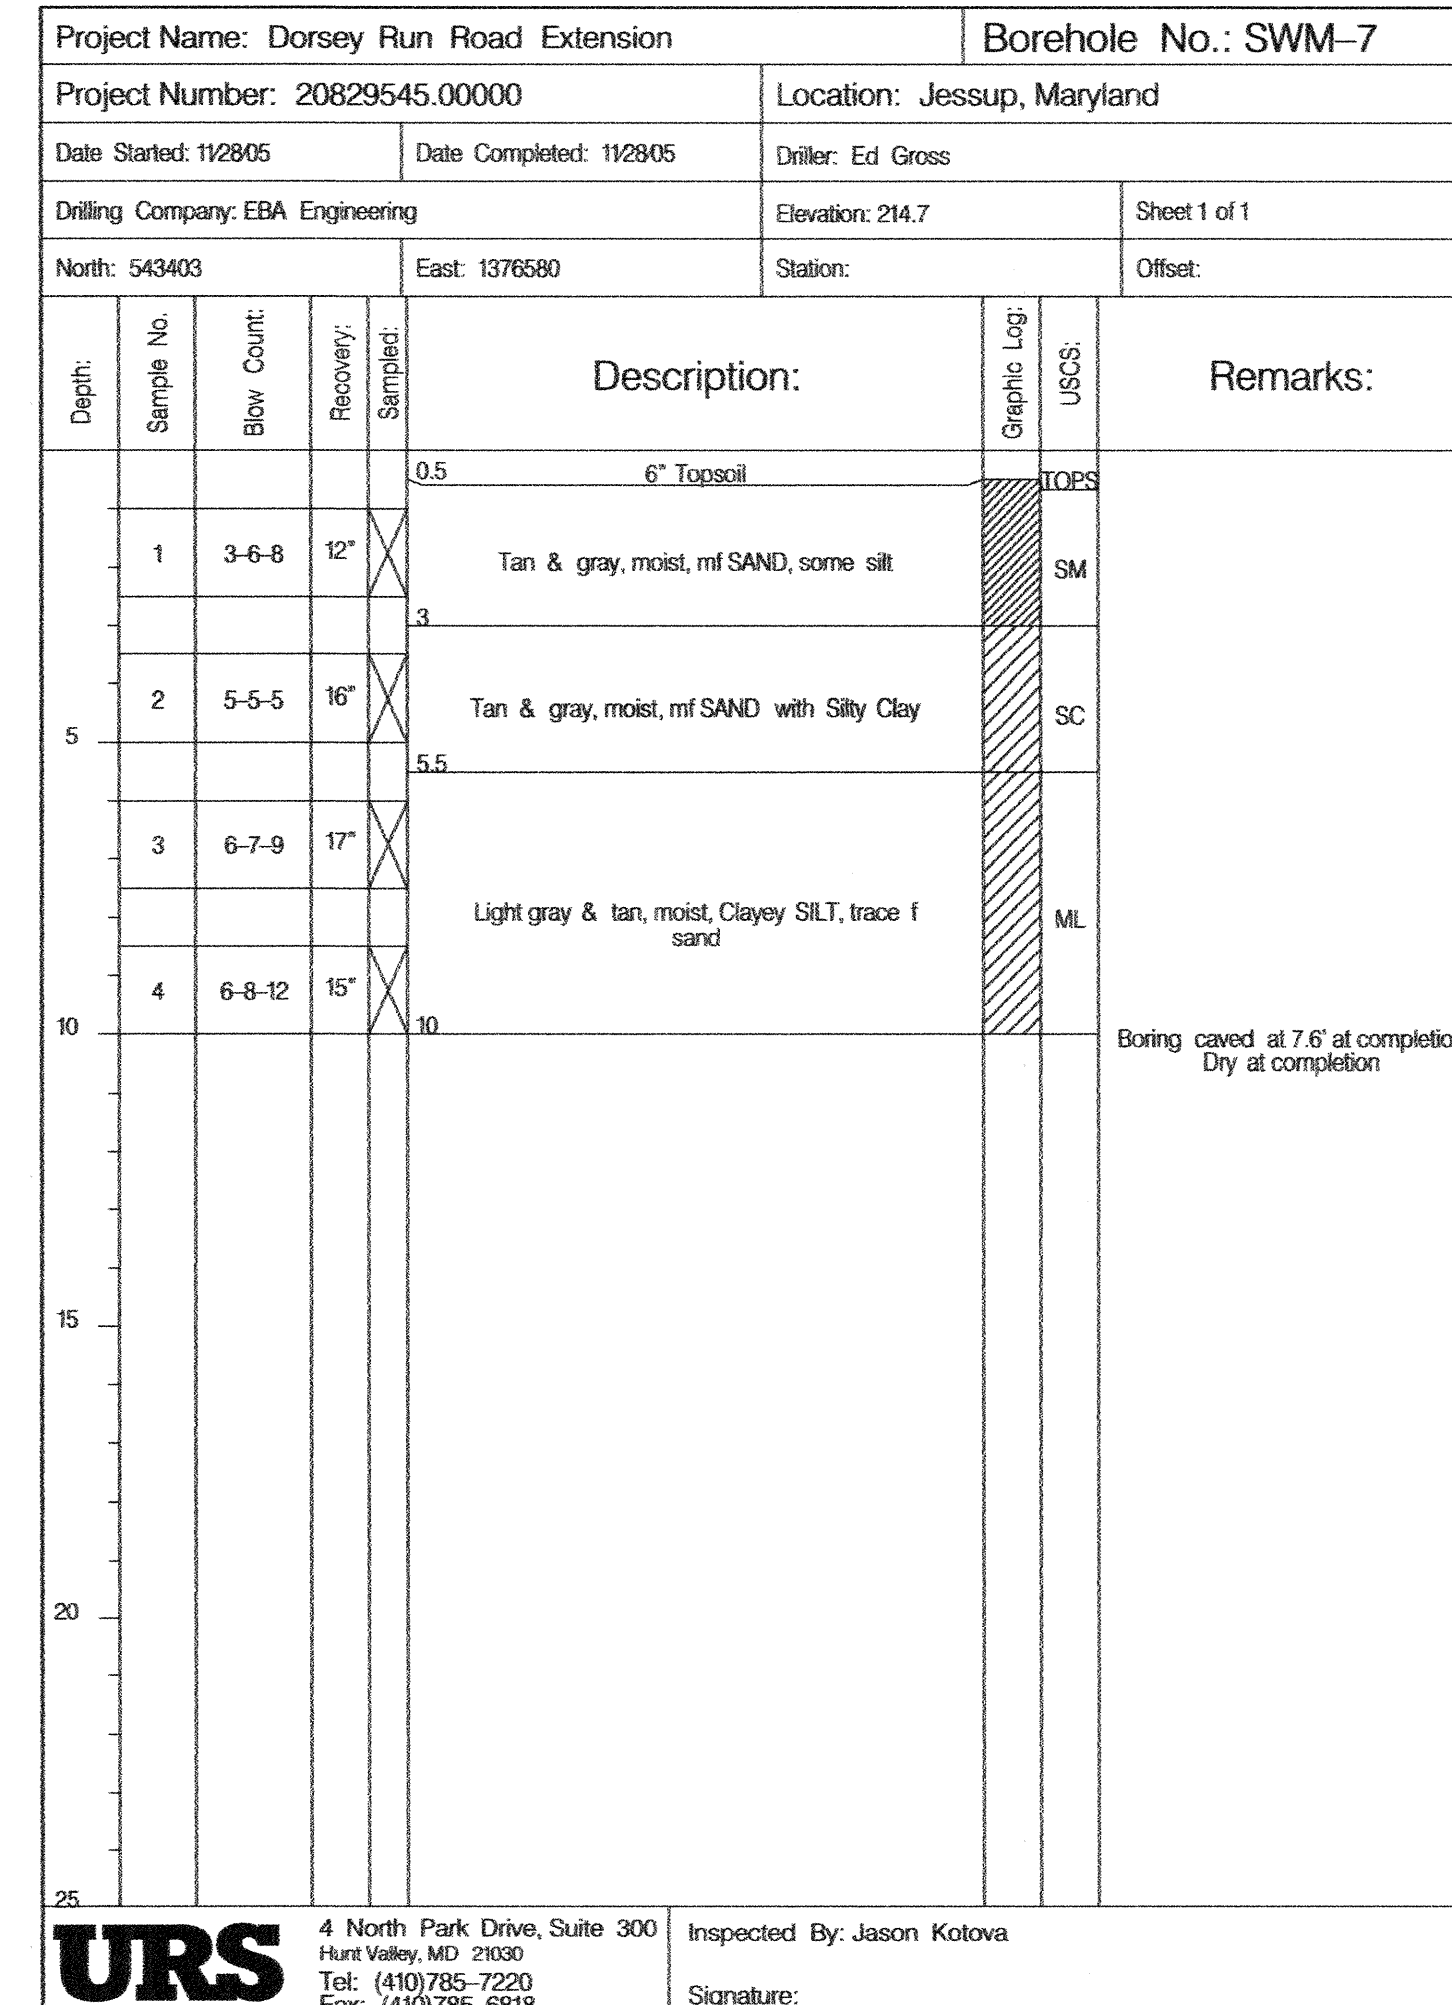 Project Name: Dorsey Run Road Extension
Borehole No.: SWM-7
Project Number: 20829545.00000
Location: Jessup, Maryland
Date Started: 11/28/05
Date Completed: 11/28/05
Driller: Ed Gross
Drilling Company: EBA Engineering
Elevation: 214.7
Sheet 1 of 1
North: 543403
East: 1376580
Station:
Offset:
Depth:
Sample No.
Blow Count:
Recovery:
Sampled:
Description:
Graphic Log:
USCS:
Remarks:
0.5 6" Topsoil TOPS
1 3-6-8 12" Tan & gray, moist, mf SAND, some silt SM
3
2 5-5-5 16" Tan & gray, moist, mf SAND with Silty Clay SC
5
5.5
3 6-7-9 17"
Light gray & tan, moist, Clayey SILT, trace f
sand
ML
4 6-8-12 15"
10 10
Boring caved at 7.6' at completio
Dry at completion
15
20
25
URS
4 North Park Drive, Suite 300
Hunt Valley, MD 21030
Tel: (410)785-7220
Fax: (410)785-6818
Inspected By: Jason Kotova
Signature: